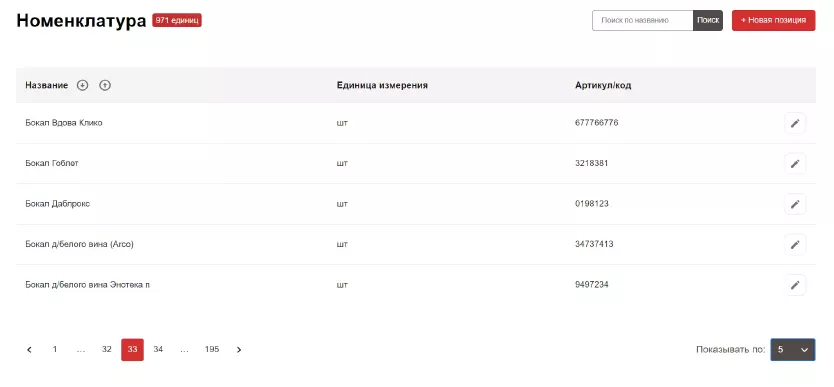 Номенклатура 971 единиц Поиск по названию Поиск + Новая позиция
Название Единица измерения Артикул/код
Бокал Вдова Клико шт 677766776
Бокал Гоблет шт 3218381
Бокал Даблрокс шт 0198123
Бокал д/белого вина (Arco) шт 34737413
Бокал д/белого вина Энотека л шт 9497234
1 ... 32 33 34 ... 195 Показывать по: 5